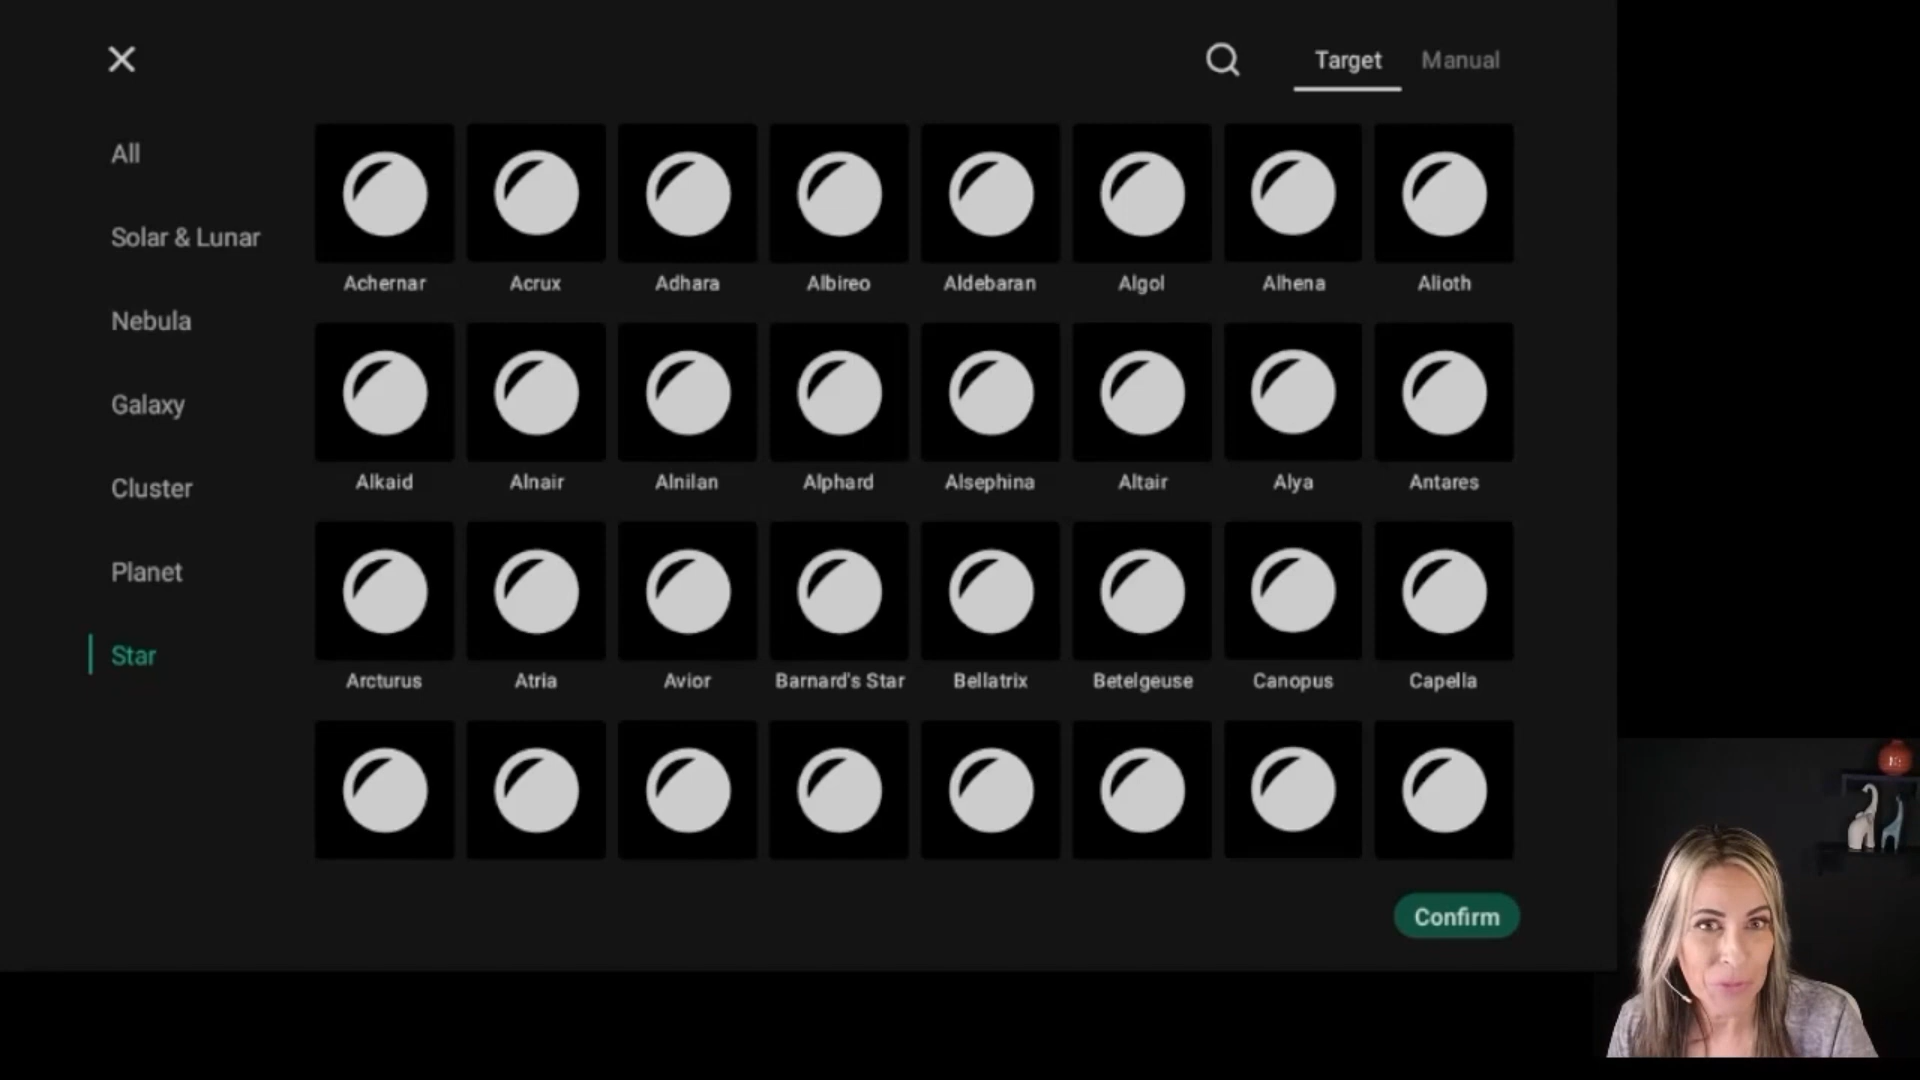 Target Manual
All
Solar & Lunar
Nebula
Galaxy
Cluster
Planet
Star
Achernar Acrux Adhara Albireo Aldebaran Algol Alhena Alioth
Alkaid Alnair Alnilan Alphard Alsephina Altair Alya Antares
Arcturus Atria Avior Barnard's Star Bellatrix Betelgeuse Canopus Capella
Confirm